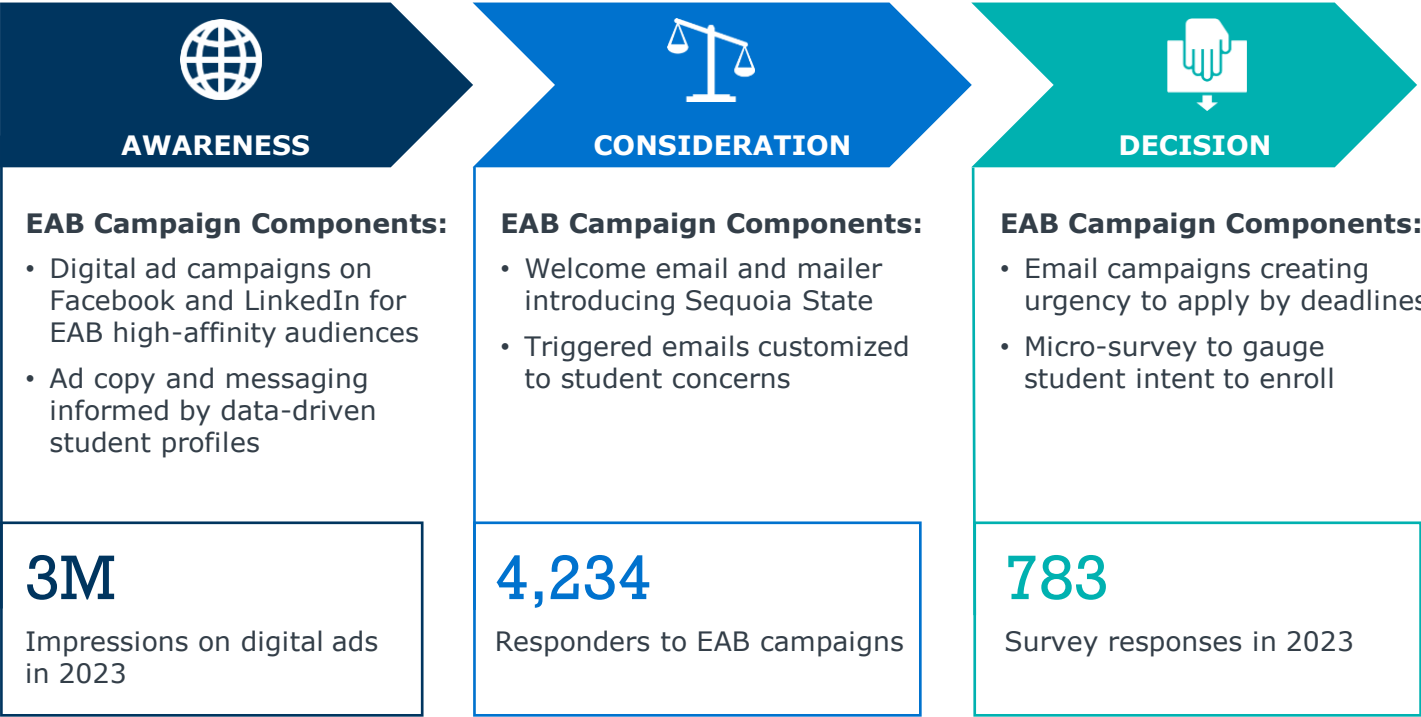 AWARENESS
EAB Campaign Components:
• Digital ad campaigns on
Facebook and LinkedIn for
EAB high-affinity audiences
• Ad copy and messaging
informed by data-driven
student profiles
3M
Impressions on digital ads
in 2023
CONSIDERATION
EAB Campaign Components:
• Welcome email and mailer
introducing Sequoia State
• Triggered emails customized
to student concerns
4,234
Responders to EAB campaigns
DECISION
EAB Campaign Components:
• Email campaigns creating
urgency to apply by deadlines
• Micro-survey to gauge
student intent to enroll
783
Survey responses in 2023